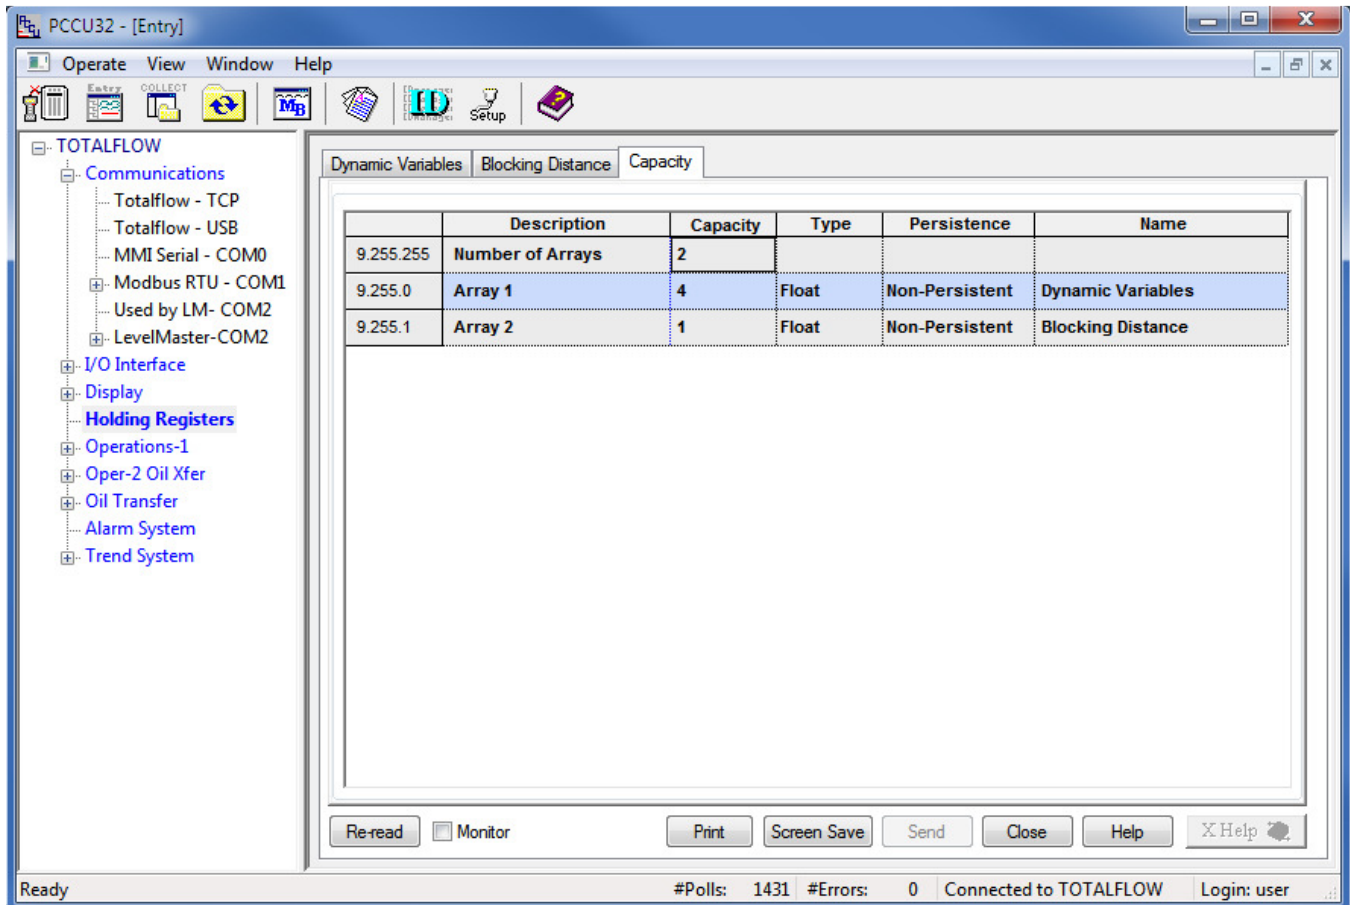 PCCU32 - [Entry]
Operate View Window Help
Entry COLLECT MB ID Setup
TOTALFLOW
Communications
Totalflow - TCP
Totalflow - USB
MMI Serial - COM0
Modbus RTU - COM1
Used by LM- COM2
LevelMaster-COM2
I/O Interface
Display
Holding Registers
Operations-1
Oper-2 Oil Xfer
Oil Transfer
Alarm System
Trend System
Dynamic Variables Blocking Distance Capacity
Description Capacity Type Persistence Name
9.255.255 Number of Arrays 2
9.255.0 Array 1 4 Float Non-Persistent Dynamic Variables
9.255.1 Array 2 1 Float Non-Persistent Blocking Distance
Re-read Monitor Print Screen Save Send Close Help X Help
Ready #Polls: 1431 #Errors: 0 Connected to TOTALFLOW Login: user